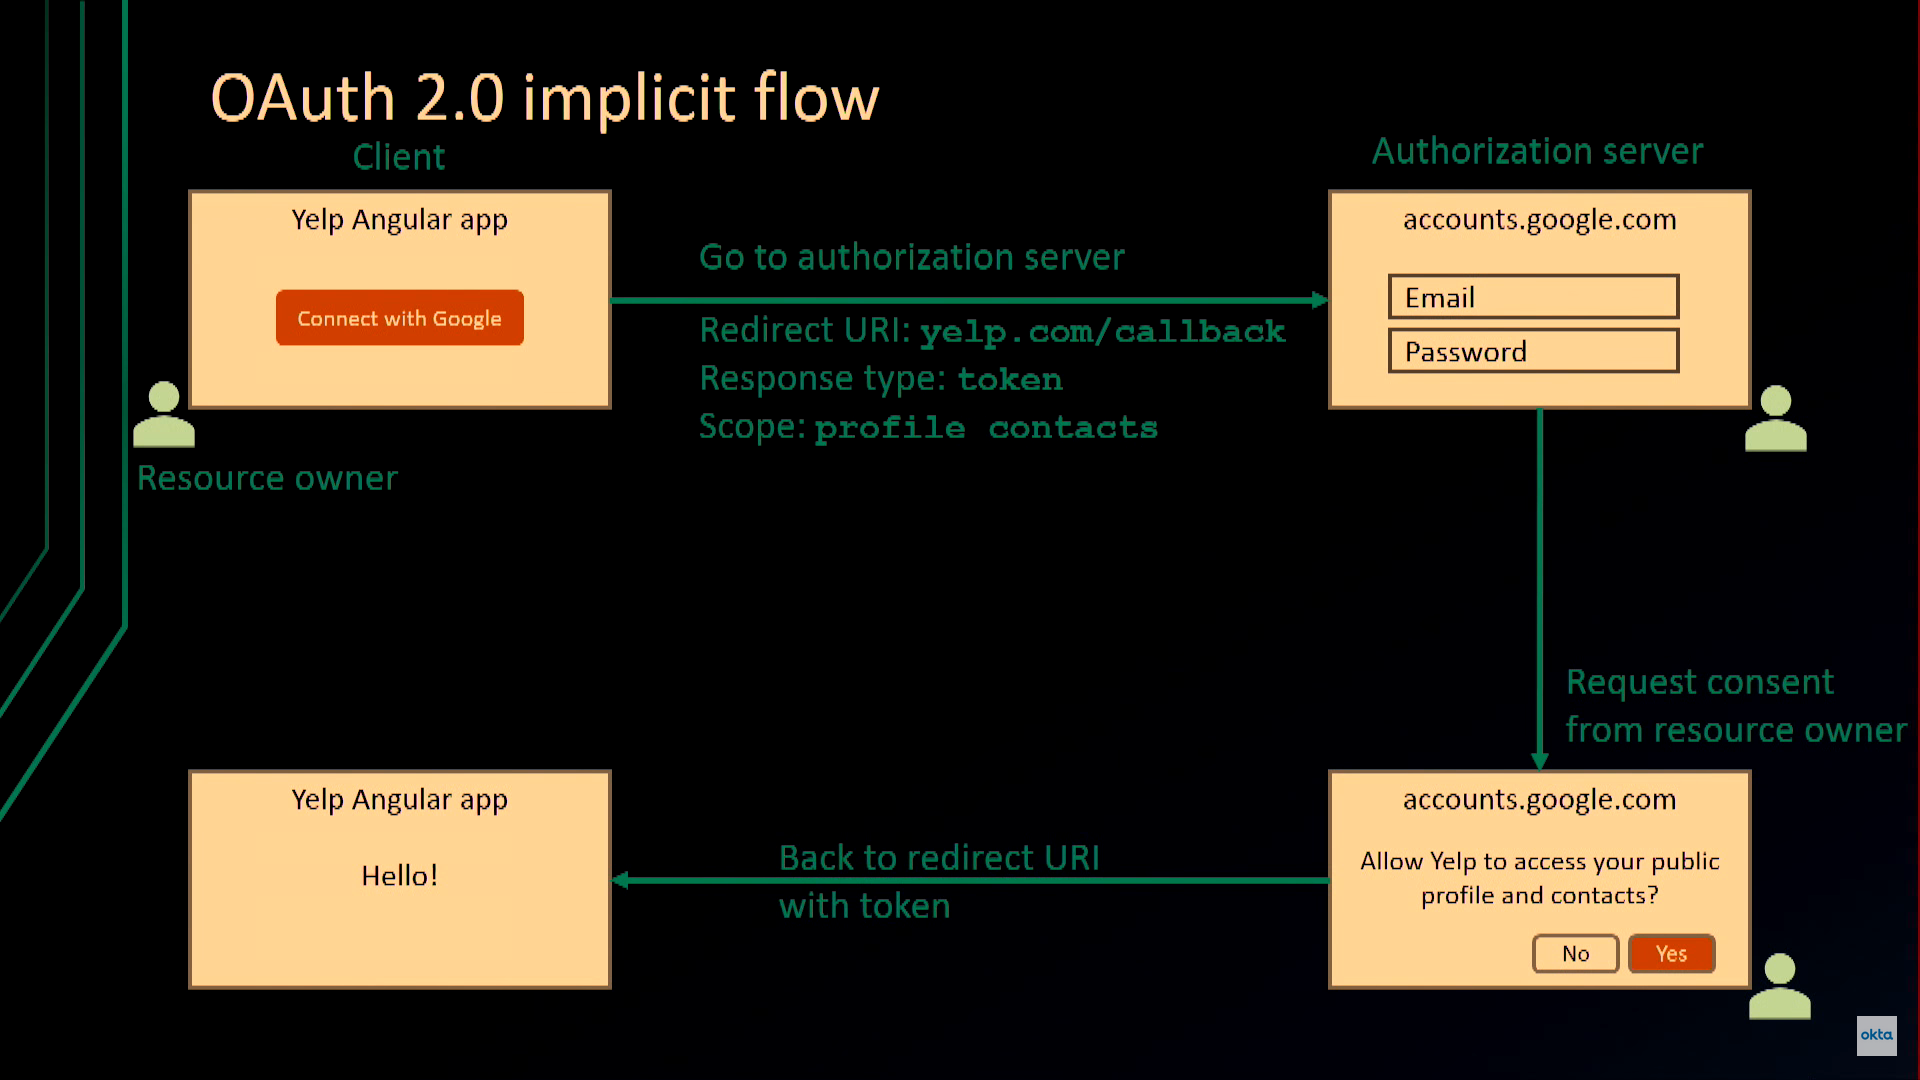 OAuth 2.0 implicit flow
Client
Authorization server
Yelp Angular app
Connect with Google
Resource owner
Go to authorization server
Redirect URI: yelp.com/callback
Response type: token
Scope: profile contacts
accounts.google.com
Email
Password
Request consent
from resource owner
accounts.google.com
Allow Yelp to access your public
profile and contacts?
No
Yes
Back to redirect URI
with token
Yelp Angular app
Hello!
okta